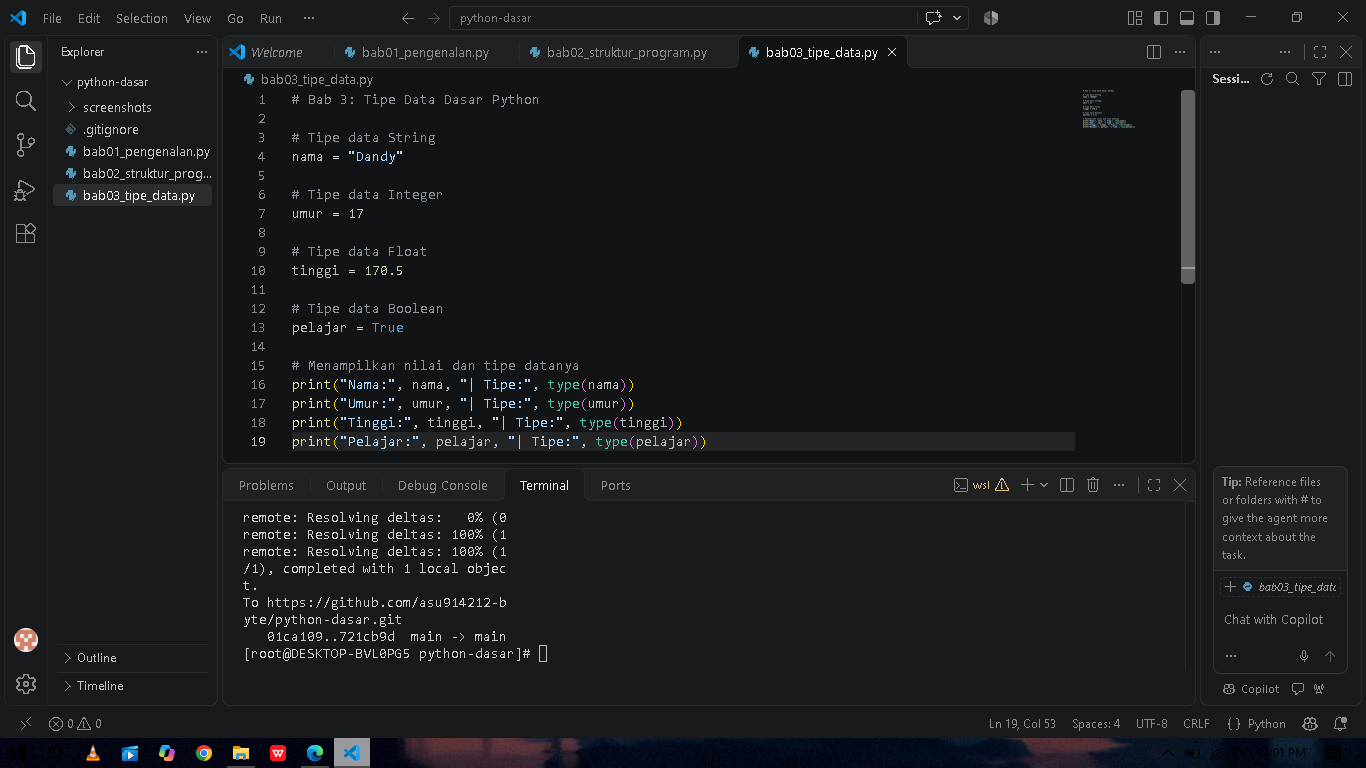 File Edit Selection View Go Run ··· python-dasar
Explorer ···
python-dasar
screenshots
.gitignore
bab01_pengenalan.py
bab02_struktur_prog...
bab03_tipe_data.py
Outline
Timeline
Welcome bab01_pengenalan.py bab02_struktur_program.py bab03_tipe_data.py
bab03_tipe_data.py
1 # Bab 3: Tipe Data Dasar Python
2
3 # Tipe data String
4 nama = "Dandy"
5
6 # Tipe data Integer
7 umur = 17
8
9 # Tipe data Float
10 tinggi = 170.5
11
12 # Tipe data Boolean
13 pelajar = True
14
15 # Menampilkan nilai dan tipe datanya
16 print("Nama:", nama, "| Tipe:", type(nama))
17 print("Umur:", umur, "| Tipe:", type(umur))
18 print("Tinggi:", tinggi, "| Tipe:", type(tinggi))
19 print("Pelajar:", pelajar, "| Tipe:", type(pelajar))
Problems Output Debug Console Terminal Ports wsl
remote: Resolving deltas:   0% (0
remote: Resolving deltas: 100% (1
remote: Resolving deltas: 100% (1
/1), completed with 1 local objec
t.
To https://github.com/asu914212-b
yte/python-dasar.git
   01ca109..721cb9d  main -> main
[root@DESKTOP-BVL0PG5 python-dasar]#
Sessi...
Tip: Reference files
or folders with # to
give the agent more
context about the
task.
bab03_tipe_data
Chat with Copilot
Copilot
0 0 Ln 19, Col 53 Spaces: 4 UTF-8 CRLF {} Python